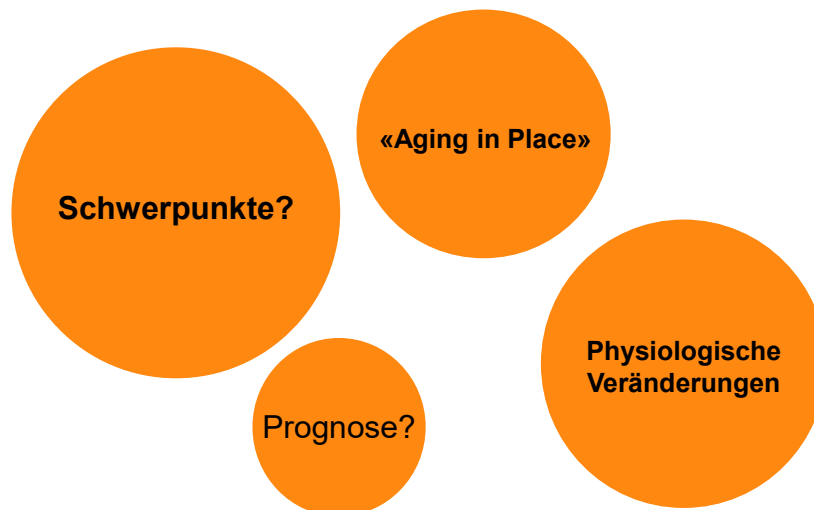 «Aging in Place»
Schwerpunkte?
Physiologische
Veränderungen
Prognose?